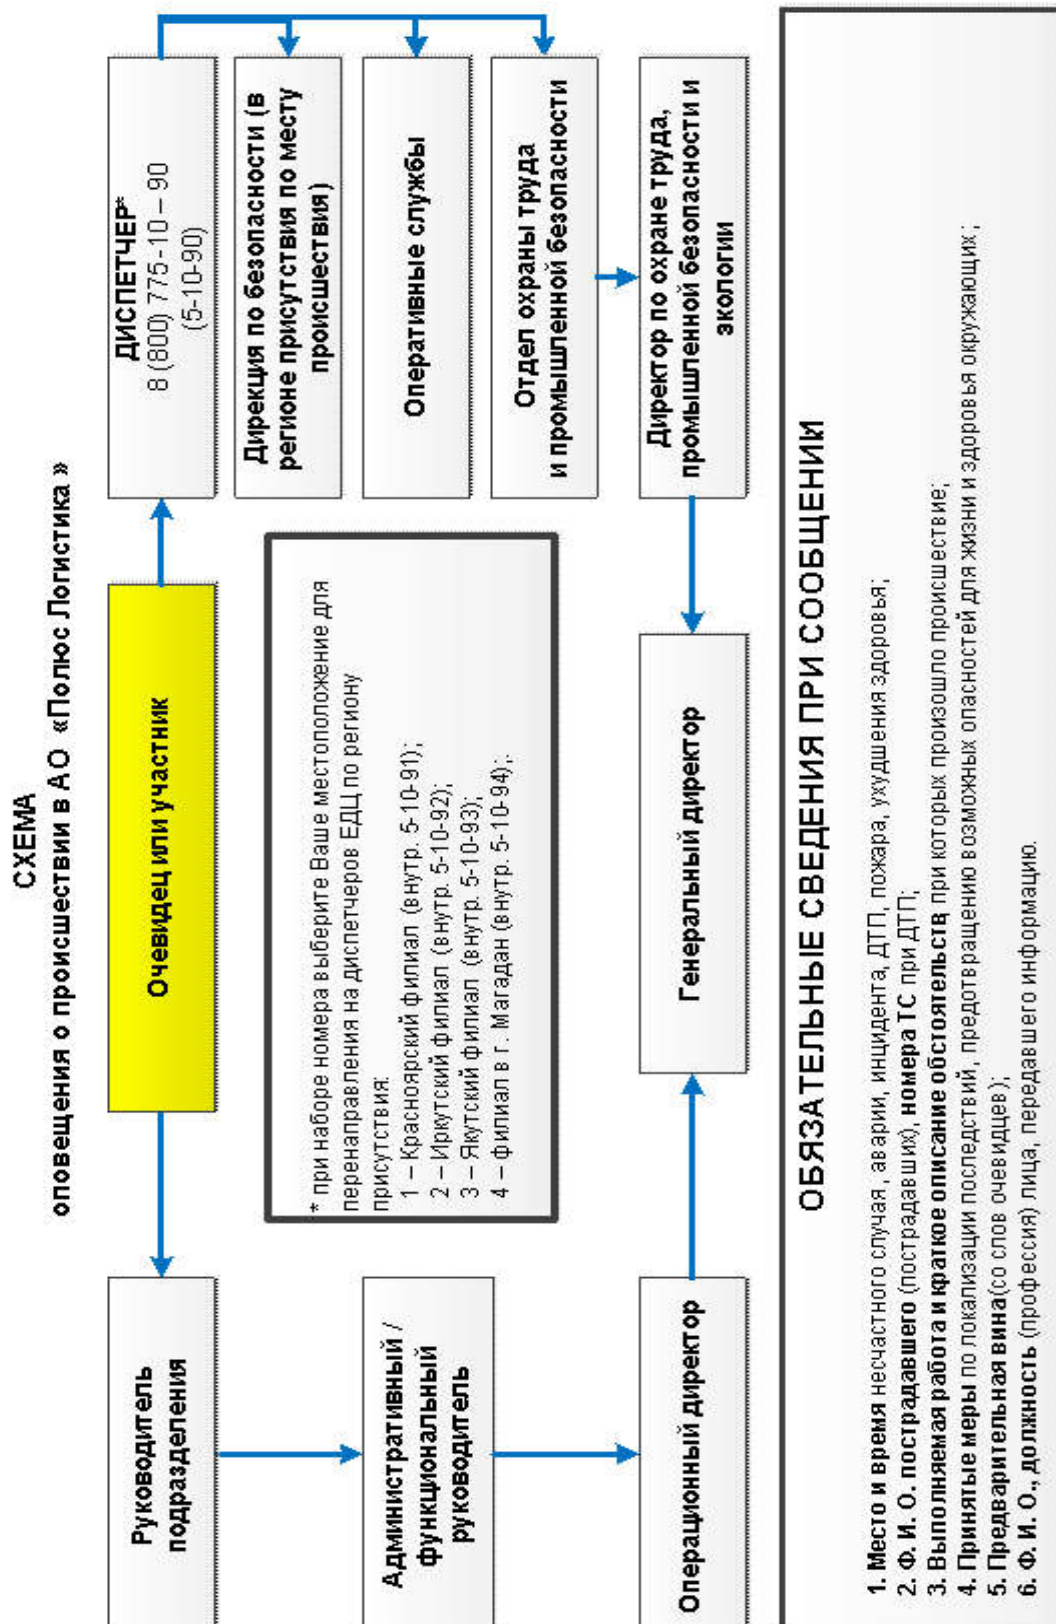 СХЕМА
оповещения о происшествии в АО «Полюс Логистика »
Руководитель
подразделения
Очевидец или участник
ДИСПЕТЧЕР*
8 (800) 775-10 – 90
(5-10-90)
Дирекция по безопасности (в
регионе присутствия по месту
происшествия)
* при наборе номера выберите Ваше местоположение для
перенаправления на диспетчеров ЕДЦ по региону
присутствия:
1 – Красноярский филиал (внутр. 5-10-91);
2 – Иркутский филиал (внутр. 5-10-92);
3 – Якутский филиал (внутр. 5-10-93);
4 – филиал в г. Магадан (внутр. 5-10-94);.
Административный /
функциональный
руководитель
Оперативные службы
Отдел охраны труда
и промышленной безопасности
Операционный директор
Генеральный директор
Директор по охране труда,
промышленной безопасности и
экологии
ОБЯЗАТЕЛЬНЫЕ СВЕДЕНИЯ ПРИ СООБЩЕНИИ
1. Место и время несчастного случая, аварии, инцидента, ДТП, пожара, ухудшения здоровья;
2. Ф. И. О. пострадавшего (пострадавших), номера ТС при ДТП;
3. Выполняемая работа и краткое описание обстоятельств, при которых произошло происшествие;
4. Принятые меры по локализации последствий, предотвращению возможных опасностей для жизни и здоровья окружающих;
5. Предварительная вина(со слов очевидцев);
6. Ф. И. О., должность (профессия) лица, передавшего информацию.